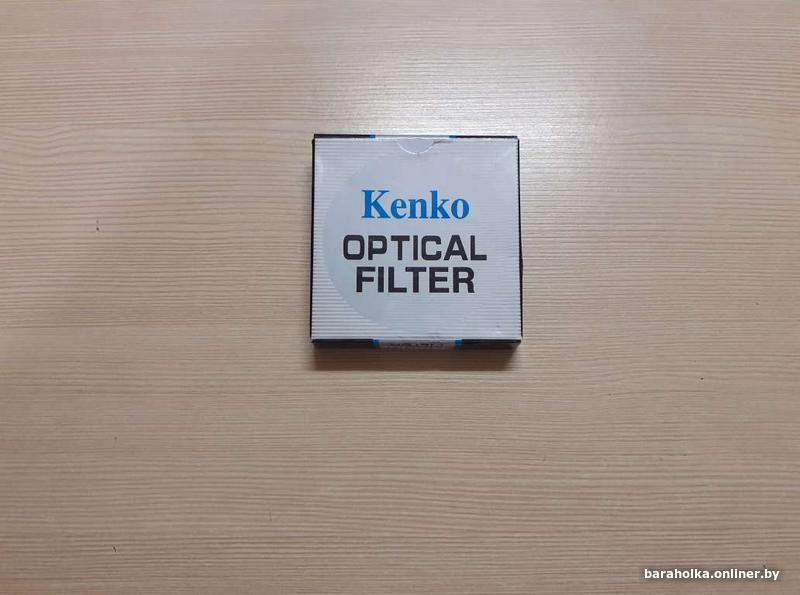 Kenko
OPTICAL
FILTER
baraholka.onliner.by